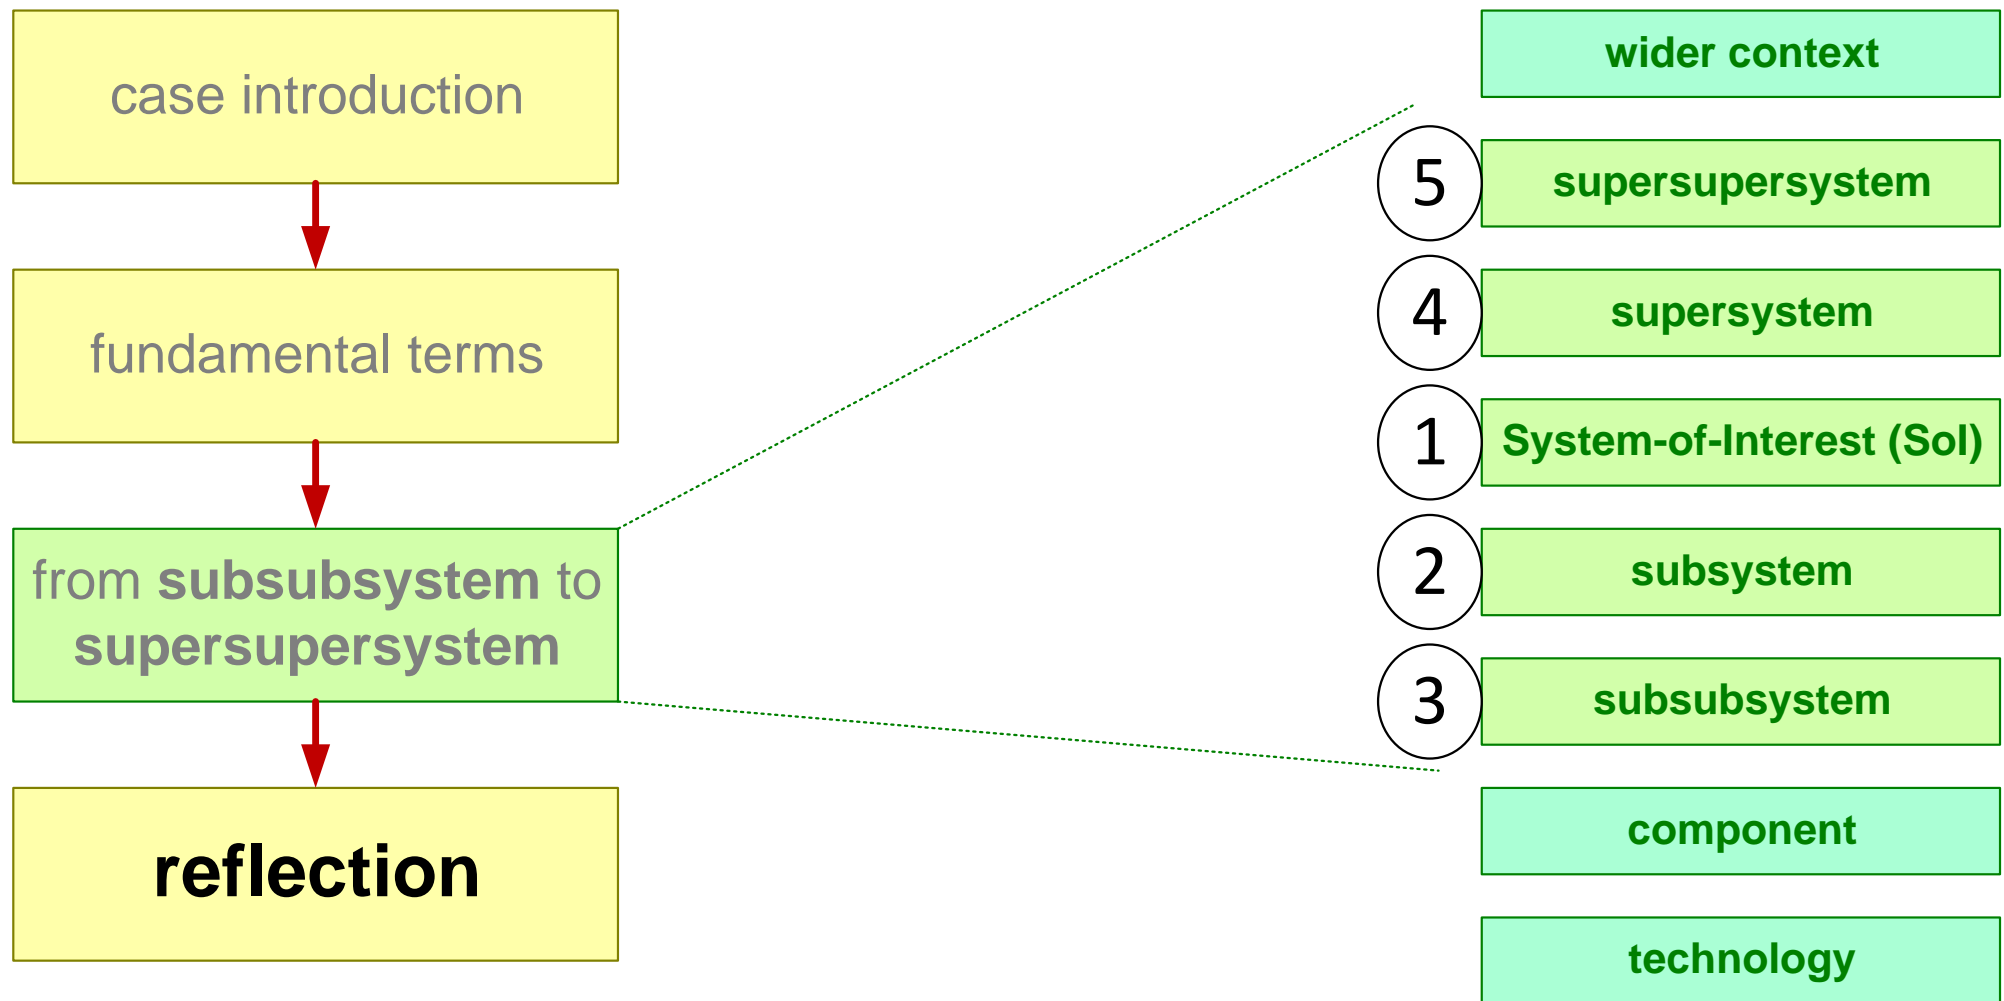 case introduction
fundamental terms
from subsubsystem to
supersupersystem
reflection
wider context
5
supersupersystem
4
supersystem
1
System-of-Interest (SoI)
2
subsystem
3
subsubsystem
component
technology